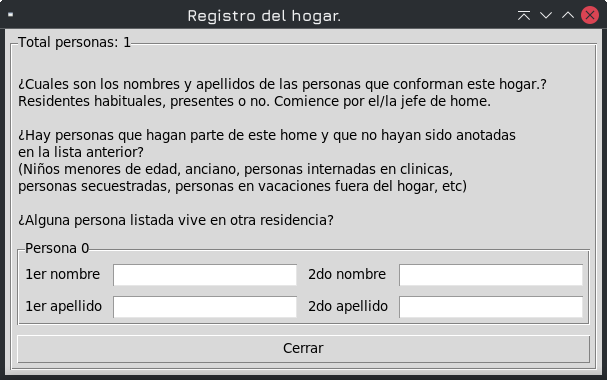 Registro del hogar.
Total personas: 1
¿Cuales son los nombres y apellidos de las personas que conforman este hogar.?
Residentes habituales, presentes o no. Comience por el/la jefe de home.
¿Hay personas que hagan parte de este home y que no hayan sido anotadas
en la lista anterior?
(Niños menores de edad, anciano, personas internadas en clinicas,
personas secuestradas, personas en vacaciones fuera del hogar, etc)
¿Alguna persona listada vive en otra residencia?
Persona 0
1er nombre 2do nombre
1er apellido 2do apellido
Cerrar